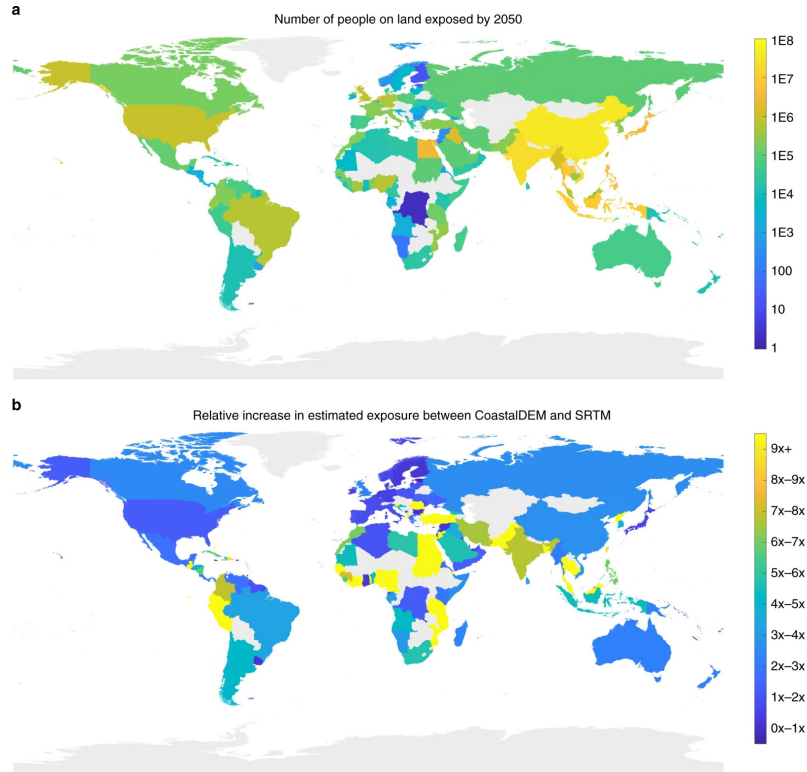 a
Number of people on land exposed by 2050
1E8
1E7
1E6
1E5
1E4
1E3
100
10
1
b
Relative increase in estimated exposure between CoastalDEM and SRTM
9x+
8x–9x
7x–8x
6x–7x
5x–6x
4x–5x
3x–4x
2x–3x
1x–2x
0x–1x